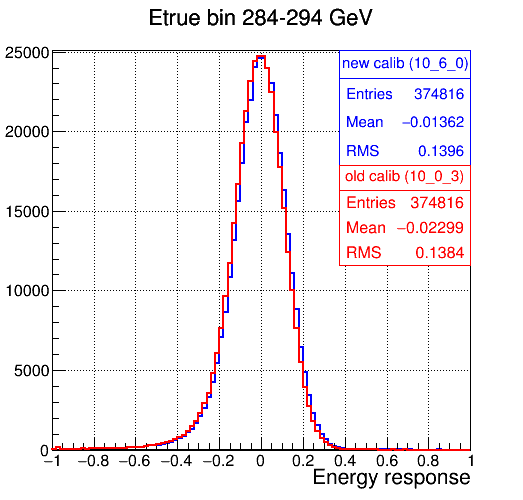 Etrue bin 284-294 GeV
25000
20000
15000
10000
5000
0
new calib (10_6_0)
Entries 374816
Mean −0.01362
RMS 0.1396
old calib (10_0_3)
Entries 374816
Mean −0.02299
RMS 0.1384
−1 −0.8 −0.6 −0.4 −0.2 0 0.2 0.4 0.6 0.8 1
Energy response